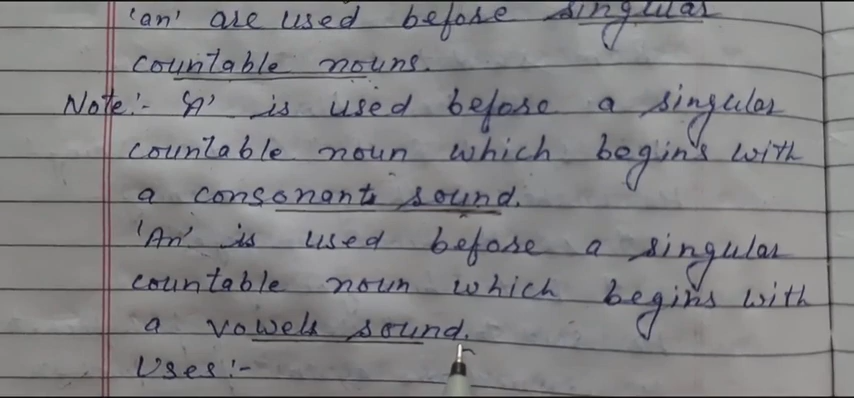 'an' are used before singular
countable nouns.
Note:- 'A' is used before a singular
countable noun which begins with
a consonants sound.
'An' is used before a singular
countable noun which begins with
a vowels sound.
Uses:-